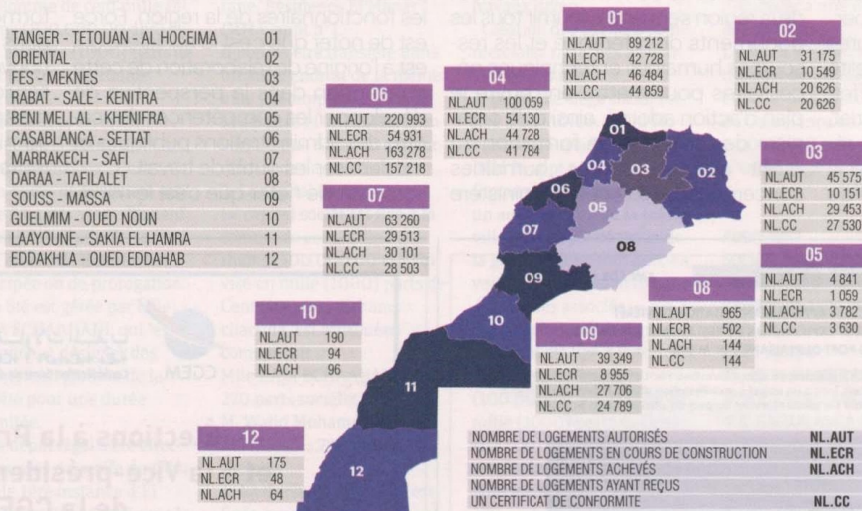 TANGER - TETOUAN - AL HOCEIMA 01
ORIENTAL 02
FES - MEKNES 03
RABAT - SALE - KENITRA 04
BENI MELLAL - KHENIFRA 05
CASABLANCA - SETTAT 06
MARRAKECH - SAFI 07
DARAA - TAFILALET 08
SOUSS - MASSA 09
GUELMIM - OUED NOUN 10
LAAYOUNE - SAKIA EL HAMRA 11
EDDAKHLA - OUED EDDAHAB 12
01
NL.AUT 89 212
NL.ECR 42 728
NL.ACH 46 484
NL.CC 44 859
02
NL.AUT 31 175
NL.ECR 10 549
NL.ACH 20 626
NL.CC 20 626
04
NL.AUT 100 059
NL.ECR 54 130
NL.ACH 44 728
NL.CC 41 784
06
NL.AUT 220 993
NL.ECR 54 931
NL.ACH 163 278
NL.CC 157 218
03
NL.AUT 45 575
NL.ECR 10 151
NL.ACH 29 453
NL.CC 27 530
07
NL.AUT 63 260
NL.ECR 29 513
NL.ACH 30 101
NL.CC 28 503
05
NL.AUT 4 841
NL.ECR 1 059
NL.ACH 3 782
NL.CC 3 630
08
NL.AUT 965
NL.ECR 502
NL.ACH 144
NL.CC 144
10
NL.AUT 190
NL.ECR 94
NL.ACH 96
09
NL.AUT 39 349
NL.ECR 8 955
NL.ACH 27 706
NL.CC 24 789
12
NL.AUT 175
NL.ECR 48
NL.ACH 64
01
02
03
04
05
06
07
08
09
10
11
12
NOMBRE DE LOGEMENTS AUTORISÉS NL.AUT
NOMBRE DE LOGEMENTS EN COURS DE CONSTRUCTION NL.ECR
NOMBRE DE LOGEMENTS ACHEVÉS NL.ACH
NOMBRE DE LOGEMENTS AYANT REÇUS
UN CERTIFICAT DE CONFORMITE NL.CC